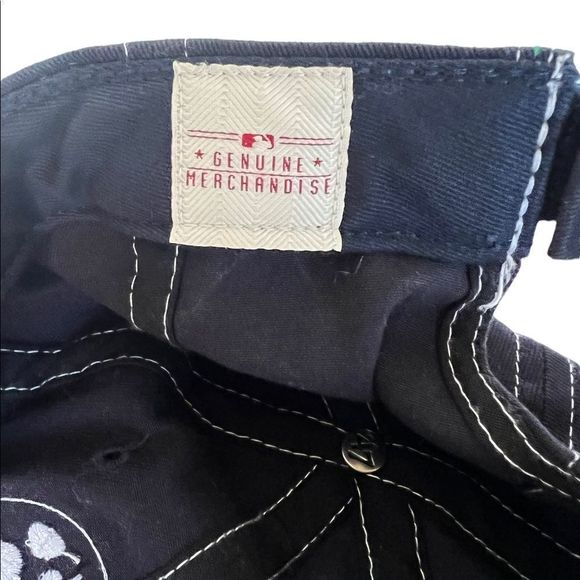 ★ GENUINE ★
MERCHANDISE
47